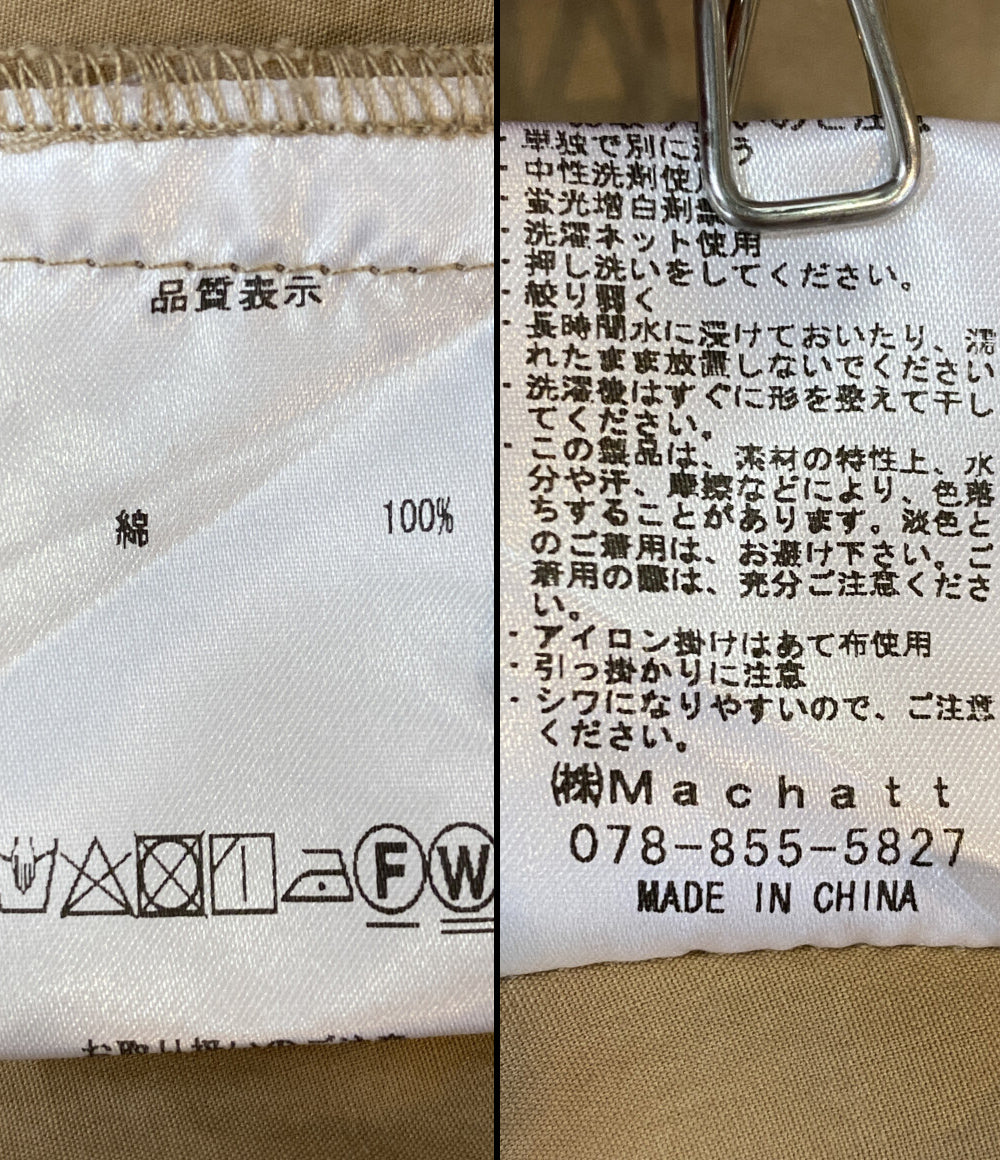 品質表示
綿 100%
F W
お取り扱いのご注意
・単独で別に洗う
・中性洗剤使用
・蛍光増白剤
・洗濯ネット使用
・押し洗いをしてください。
・絞り弱く
・長時間水に浸けておいたり、濡
れたまま放置しないでください
・洗濯後はすぐに形を整えて干し
てください。
・この製品は、素材の特性上、水
分や汗、摩擦などにより、色落
ちすることがあります。淡色と
のご着用は、お避け下さい。ご
着用の際は、充分ご注意くださ
い。
・アイロン掛けはあて布使用
・引っ掛かりに注意
・シワになりやすいので、ご注意
ください。
㈱Machatt
078-855-5827
MADE IN CHINA